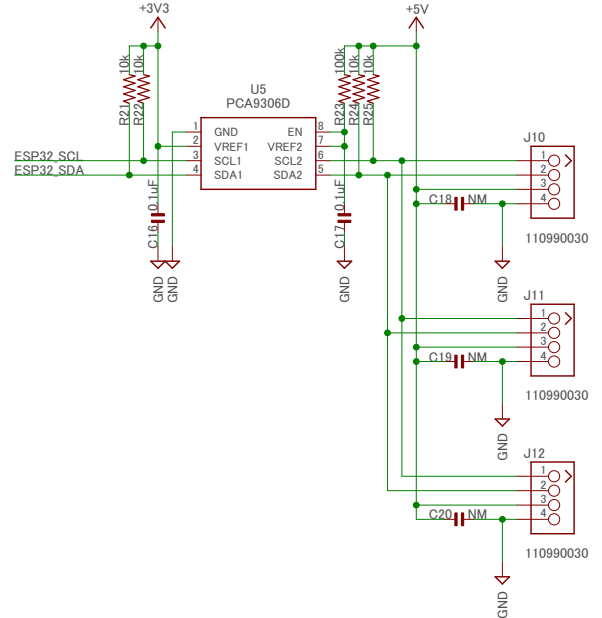 +3V3
+5V
10k
10k
100k
10k
10k
R21
R22
R23
R24
R25
U5
PCA9306D
1 GND EN 8
2 VREF1 VREF2 7
3 SCL1 SCL2 6
4 SDA1 SDA2 5
ESP32_SCL
ESP32_SDA
C16 0.1uF
C17 0.1uF
GND
GND
GND
J10
1
2
3
4
C18 NM
110990030
GND
J11
1
2
3
4
C19 NM
110990030
GND
J12
1
2
3
4
C20 NM
110990030
GND